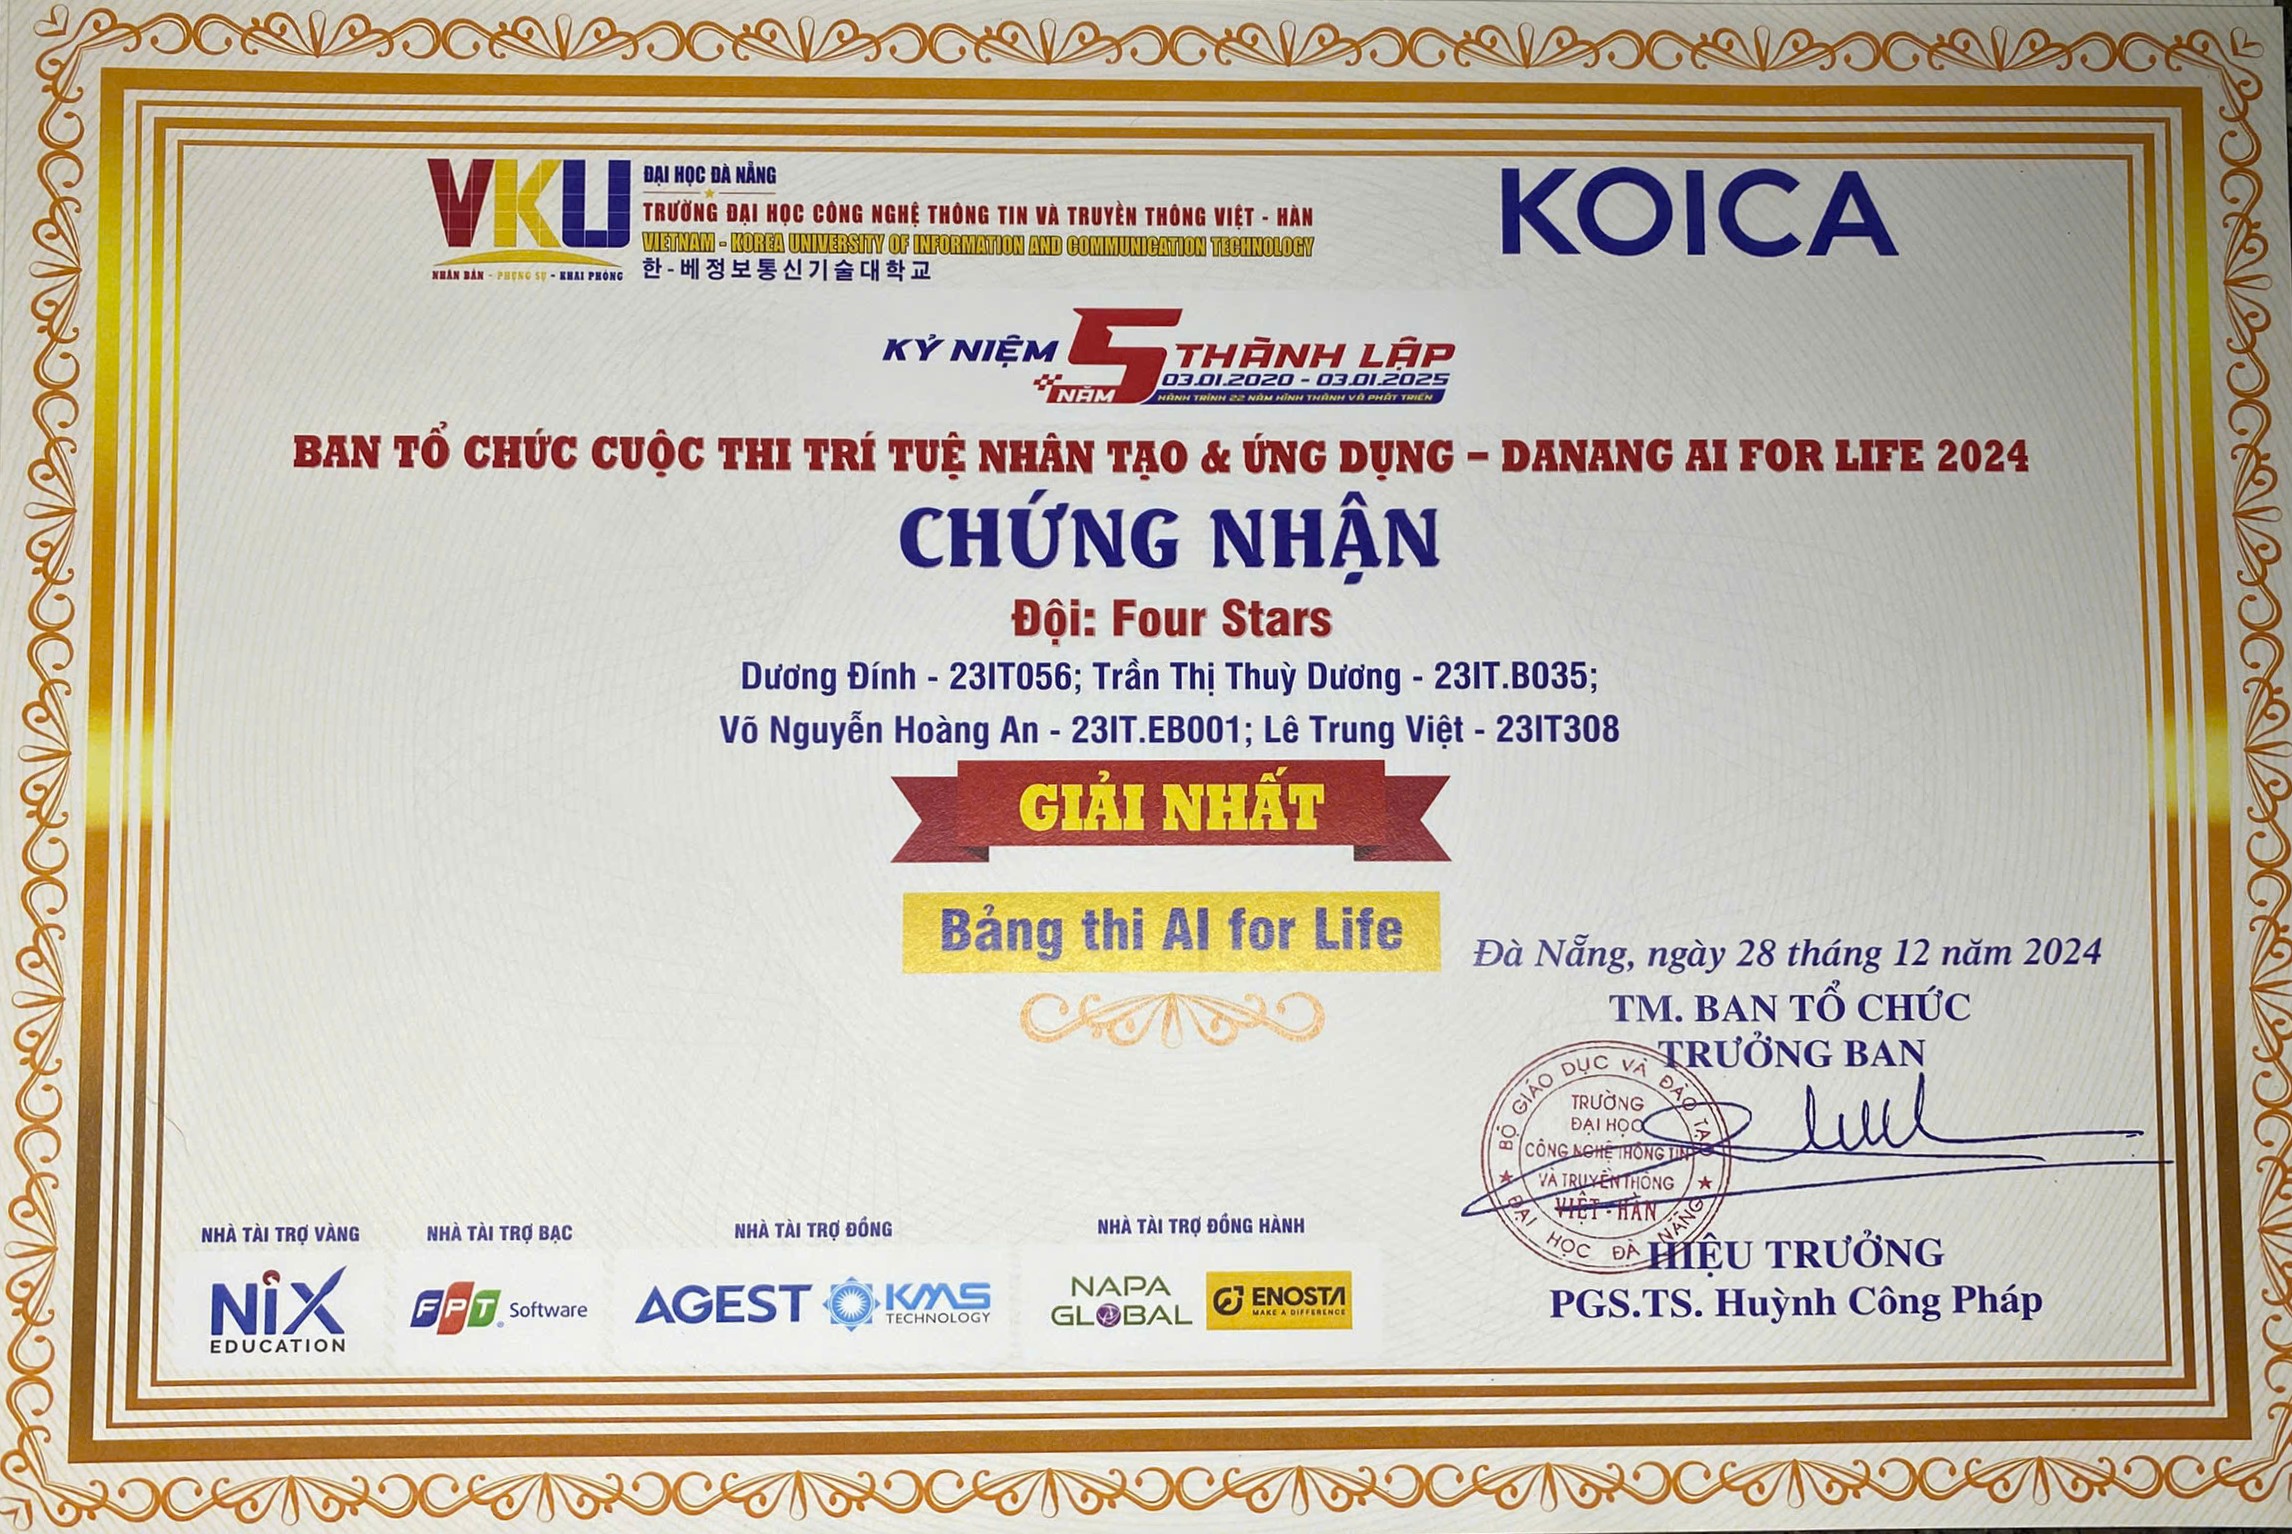 VKU
NHÂN BẢN - PHỤNG SỰ - KHAI PHÓNG
ĐẠI HỌC ĐÀ NẴNG
TRƯỜNG ĐẠI HỌC CÔNG NGHỆ THÔNG TIN VÀ TRUYỀN THÔNG VIỆT - HÀN
VIETNAM - KOREA UNIVERSITY OF INFORMATION AND COMMUNICATION TECHNOLOGY
한-베정보통신기술대학교
KOICA
KỶ NIỆM 5 NĂM THÀNH LẬP
03.01.2020 - 03.01.2025
HÀNH TRÌNH 22 NĂM HÌNH THÀNH VÀ PHÁT TRIỂN
BAN TỔ CHỨC CUỘC THI TRÍ TUỆ NHÂN TẠO & ỨNG DỤNG – DANANG AI FOR LIFE 2024
CHỨNG NHẬN
Đội: Four Stars
Dương Đính - 23IT056; Trần Thị Thuỳ Dương - 23IT.B035;
Võ Nguyễn Hoàng An - 23IT.EB001; Lê Trung Việt - 23IT308
GIẢI NHẤT
Bảng thi AI for Life
Đà Nẵng, ngày 28 tháng 12 năm 2024
TM. BAN TỔ CHỨC
TRƯỞNG BAN
BỘ GIÁO DỤC VÀ ĐÀO TẠO
TRƯỜNG
ĐẠI HỌC
CÔNG NGHỆ THÔNG TIN
VÀ TRUYỀN THÔNG
VIỆT - HÀN
ĐẠI HỌC ĐÀ NẴNG
HIỆU TRƯỞNG
PGS.TS. Huỳnh Công Pháp
NHÀ TÀI TRỢ VÀNG
NiX
EDUCATION
NHÀ TÀI TRỢ BẠC
FPT Software
NHÀ TÀI TRỢ ĐỒNG
AGEST
KMS
TECHNOLOGY
NHÀ TÀI TRỢ ĐỒNG HÀNH
NAPA
GLOBAL
ENOSTA
MAKE A DIFFERENCE